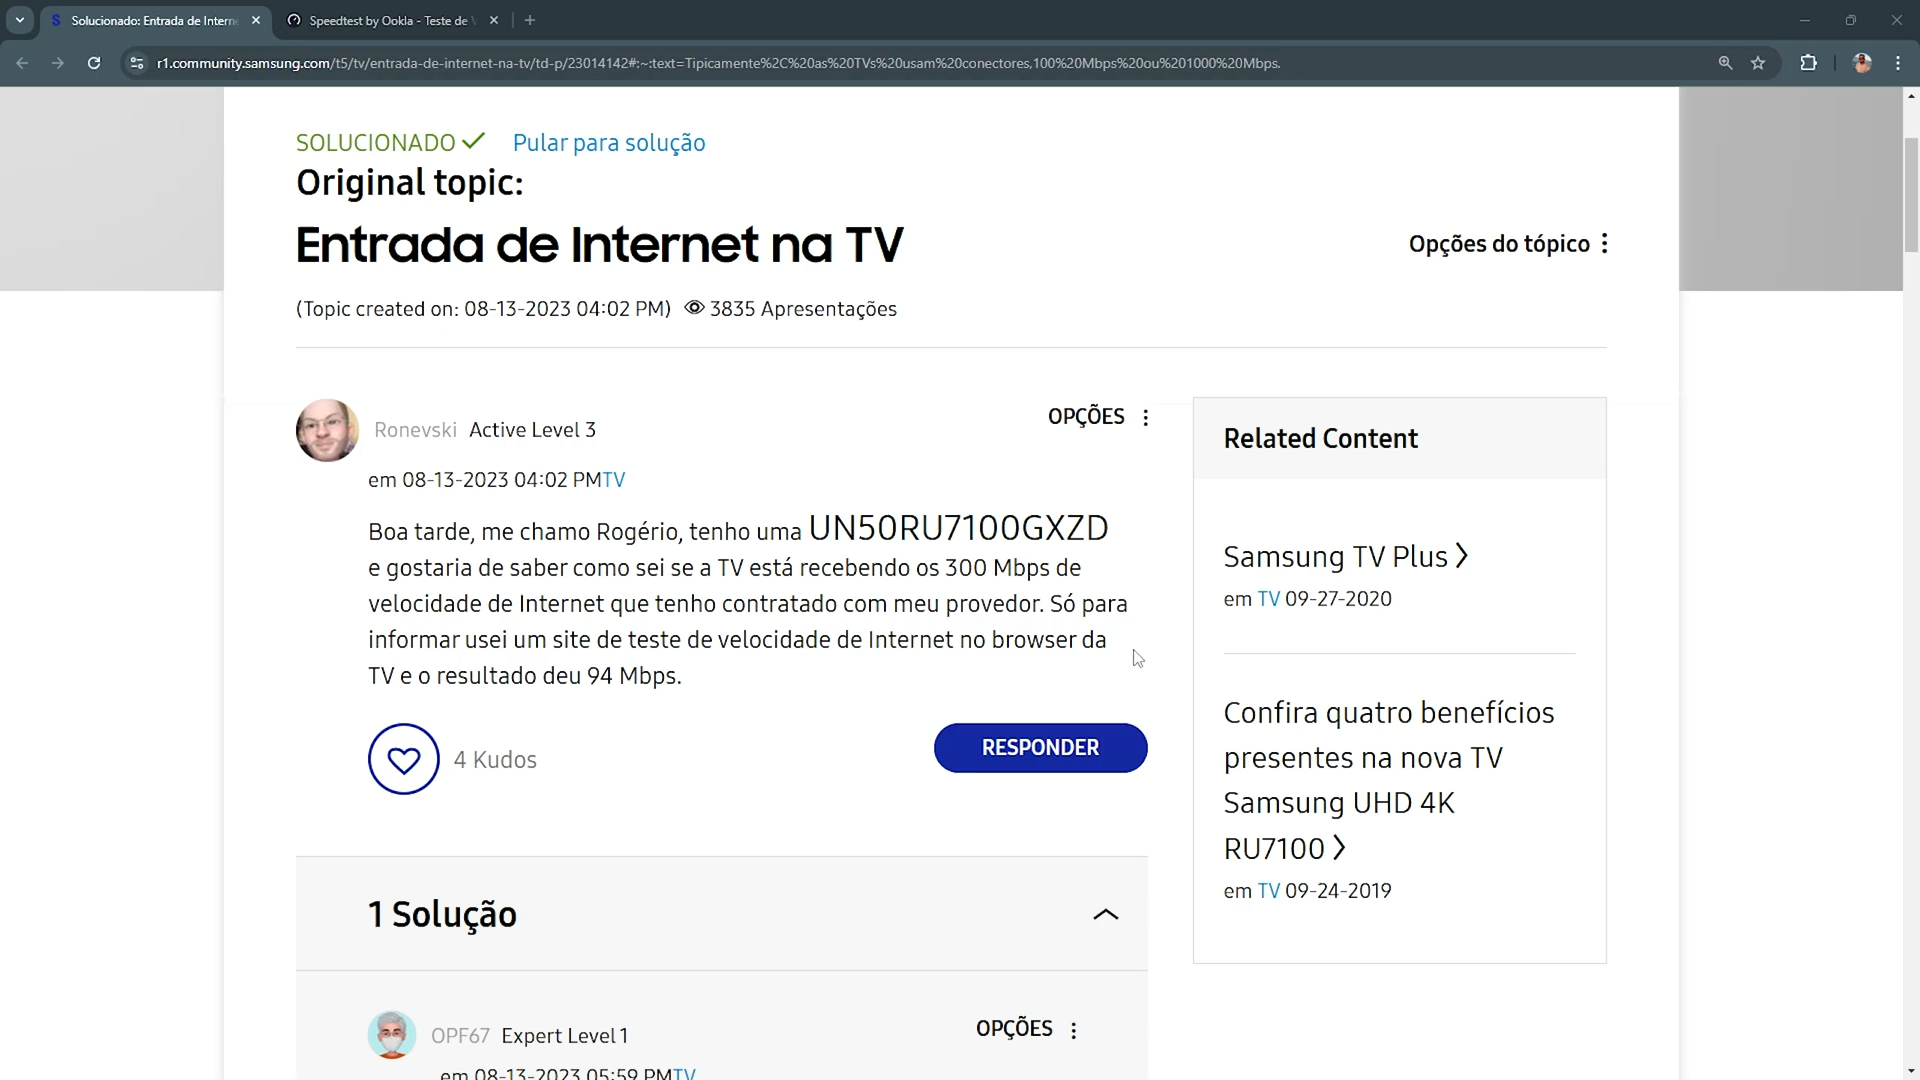 Solucionado: Entrada de Intern
Speedtest by Ookla - Teste de
r1.community.samsung.com/t5/tv/entrada-de-internet-na-tv/td-p/23014142#:~:text=Tipicamente%2C%20as%20TVs%20usam%20conectores,100%20Mbps%20ou%201000%20Mbps.
SOLUCIONADO Pular para solução
Original topic:
Entrada de Internet na TV
Opções do tópico
(Topic created on: 08-13-2023 04:02 PM) 3835 Apresentações
Ronevski Active Level 3
OPÇÕES
em 08-13-2023 04:02 PMTV
Boa tarde, me chamo Rogério, tenho uma UN50RU7100GXZD
e gostaria de saber como sei se a TV está recebendo os 300 Mbps de
velocidade de Internet que tenho contratado com meu provedor. Só para
informar usei um site de teste de velocidade de Internet no browser da
TV e o resultado deu 94 Mbps.
4 Kudos
RESPONDER
Related Content
Samsung TV Plus
em TV 09-27-2020
Confira quatro benefícios
presentes na nova TV
Samsung UHD 4K
RU7100
em TV 09-24-2019
1 Solução
OPF67 Expert Level 1
OPÇÕES
em 08-13-2023 05:59 PMTV